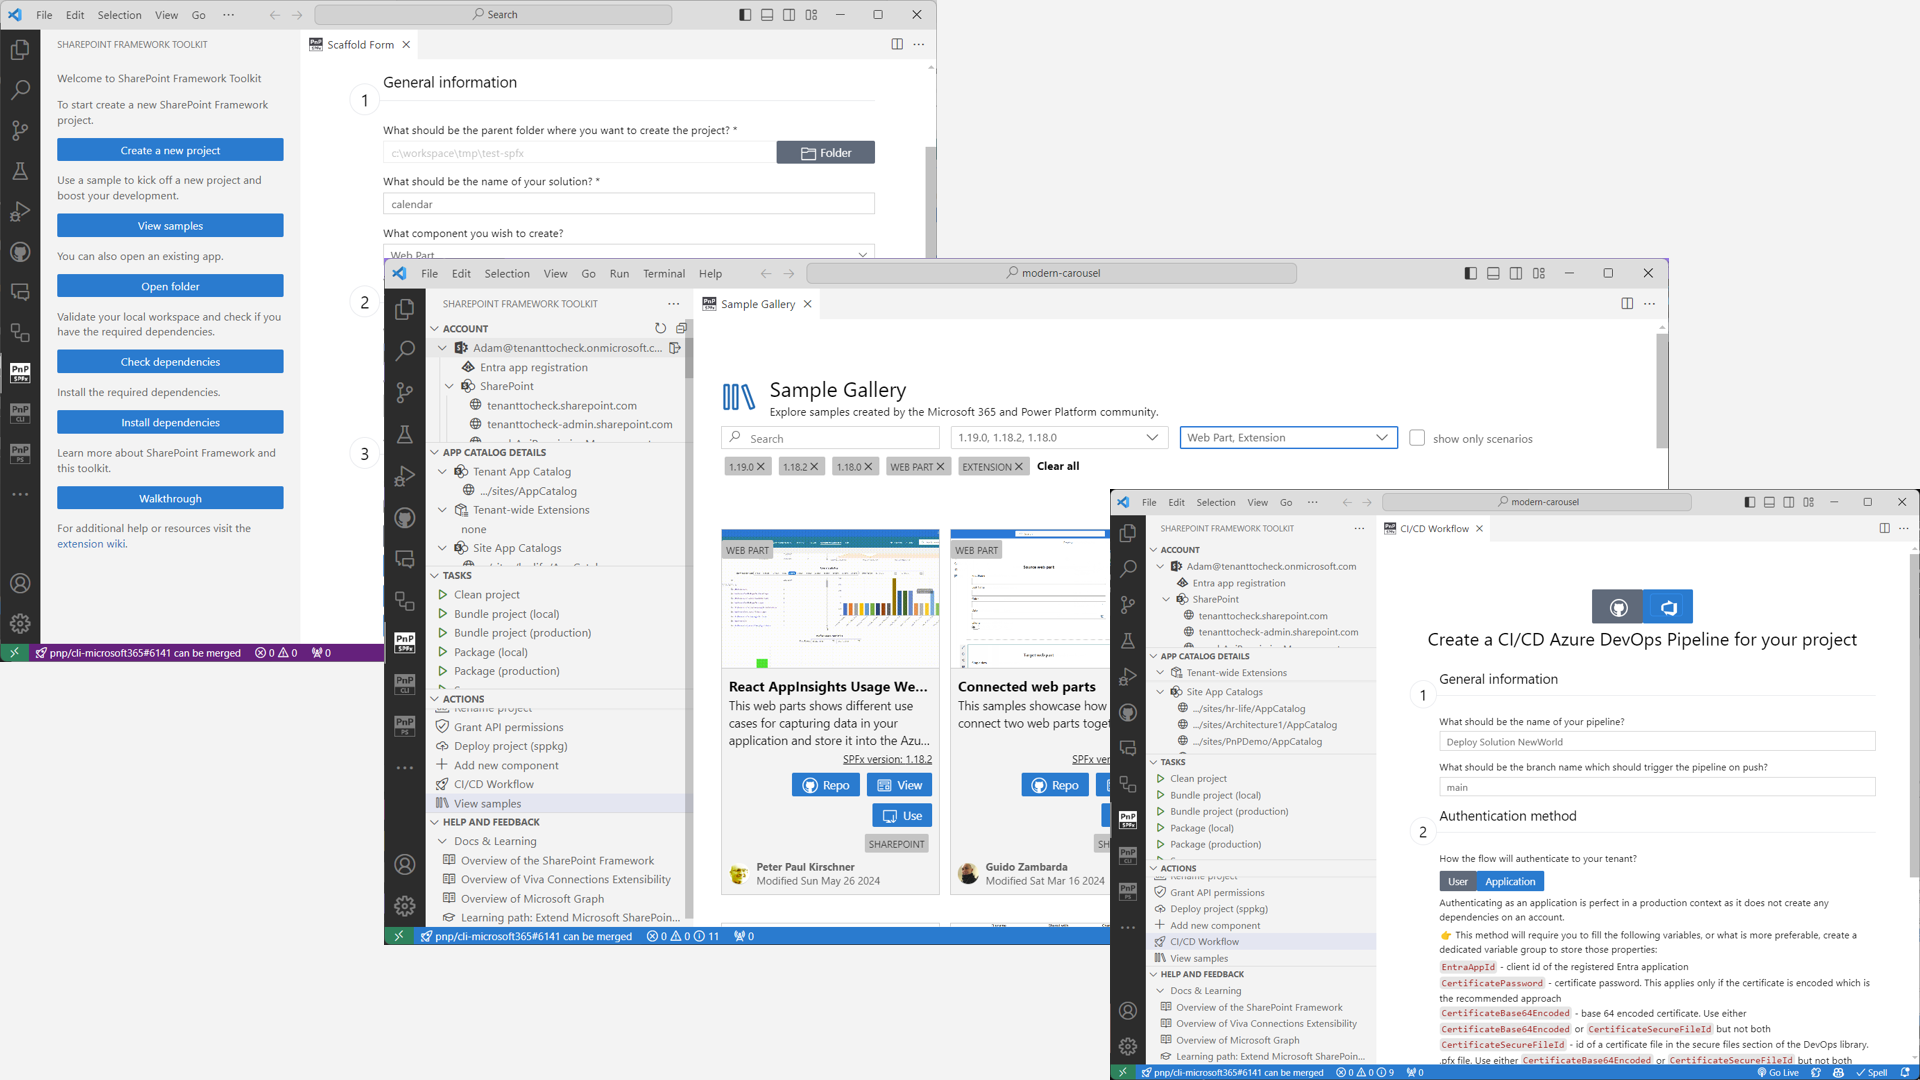 File Edit Selection View Go ··· Search
SHAREPOINT FRAMEWORK TOOLKIT
Welcome to SharePoint Framework Toolkit
To start create a new SharePoint Framework
project.
Create a new project
Use a sample to kick off a new project and
boost your development.
View samples
You can also open an existing app.
Open folder
Validate your local workspace and check if you
have the required dependencies.
Check dependencies
Install the required dependencies.
Install dependencies
Learn more about SharePoint Framework and
this toolkit.
Walkthrough
For additional help or resources visit the
extension wiki.
PnP SPFx
PnP CLI
PnP PS
pnp/cli-microsoft365#6141 can be merged 0 0 0
Scaffold Form
1
General information
What should be the parent folder where you want to create the project? *
c:\workspace\tmp\test-spfx
Folder
What should be the name of your solution? *
calendar
What component you wish to create?
Web Part
2
3
File Edit Selection View Go Run Terminal Help modern-carousel
SHAREPOINT FRAMEWORK TOOLKIT
ACCOUNT
Adam@tenanttocheck.onmicrosoft.c...
Entra app registration
SharePoint
tenanttocheck.sharepoint.com
tenanttocheck-admin.sharepoint.com
APP CATALOG DETAILS
Tenant App Catalog
.../sites/AppCatalog
Tenant-wide Extensions
none
Site App Catalogs
TASKS
Clean project
Bundle project (local)
Bundle project (production)
Package (local)
Package (production)
ACTIONS
Rename project
Grant API permissions
Deploy project (sppkg)
Add new component
CI/CD Workflow
View samples
HELP AND FEEDBACK
Docs & Learning
Overview of the SharePoint Framework
Overview of Viva Connections Extensibility
Overview of Microsoft Graph
Learning path: Extend Microsoft SharePoin...
PnP SPFx
PnP CLI
PnP PS
pnp/cli-microsoft365#6141 can be merged 0 0 11 0
Sample Gallery
Sample Gallery
Explore samples created by the Microsoft 365 and Power Platform community.
Search
1.19.0, 1.18.2, 1.18.0
Web Part, Extension
show only scenarios
1.19.0 1.18.2 1.18.0 WEB PART EXTENSION Clear all
WEB PART
React AppInsights Usage We...
This web parts shows different use
cases for capturing data in your
application and store it into the Azu...
SPFx version: 1.18.2
Repo
View
Use
SHAREPOINT
Peter Paul Kirschner
Modified Sun May 26 2024
WEB PART
Connected web parts
This samples showcase how
connect two web parts toget
SPFx ver
Repo
SH
Guido Zambarda
Modified Sat Mar 16 2024
File Edit Selection View Go ··· modern-carousel
SHAREPOINT FRAMEWORK TOOLKIT
ACCOUNT
Adam@tenanttocheck.onmicrosoft.com
Entra app registration
SharePoint
tenanttocheck.sharepoint.com
tenanttocheck-admin.sharepoint.com
APP CATALOG DETAILS
Tenant-wide Extensions
Site App Catalogs
.../sites/hr-life/AppCatalog
.../sites/Architecture1/AppCatalog
.../sites/PnPDemo/AppCatalog
TASKS
Clean project
Bundle project (local)
Bundle project (production)
Package (local)
Package (production)
ACTIONS
Rename project
Grant API permissions
Deploy project (sppkg)
Add new component
CI/CD Workflow
View samples
HELP AND FEEDBACK
Docs & Learning
Overview of the SharePoint Framework
Overview of Viva Connections Extensibility
Overview of Microsoft Graph
Learning path: Extend Microsoft SharePoin...
PnP SPFx
PnP CLI
PnP PS
CI/CD Workflow
Create a CI/CD Azure DevOps Pipeline for your project
1
General information
What should be the name of your pipeline?
Deploy Solution NewWorld
What should be the branch name which should trigger the pipeline on push?
main
2
Authentication method
How the flow will authenticate to your tenant?
User Application
Authenticating as an application is perfect in a production context as it does not create any
dependencies on an account.
👉 This method will require you to fill the following variables, or what is more preferable, create a
dedicated variable group to store those properties:
EntraAppId - client id of the registered Entra application
CertificatePassword - certificate password. This applies only if the certificate is encoded which is
the recommended approach
CertificateBase64Encoded - base 64 encoded certificate. Use either
CertificateBase64Encoded or CertificateSecureFileId but not both
CertificateSecureFileId - id of a certificate file in the secure files section of the DevOps library.
.pfx file. Use either CertificateBase64Encoded or CertificateSecureFileId but not both
pnp/cli-microsoft365#6141 can be merged 0 0 9 0 Go Live Spell